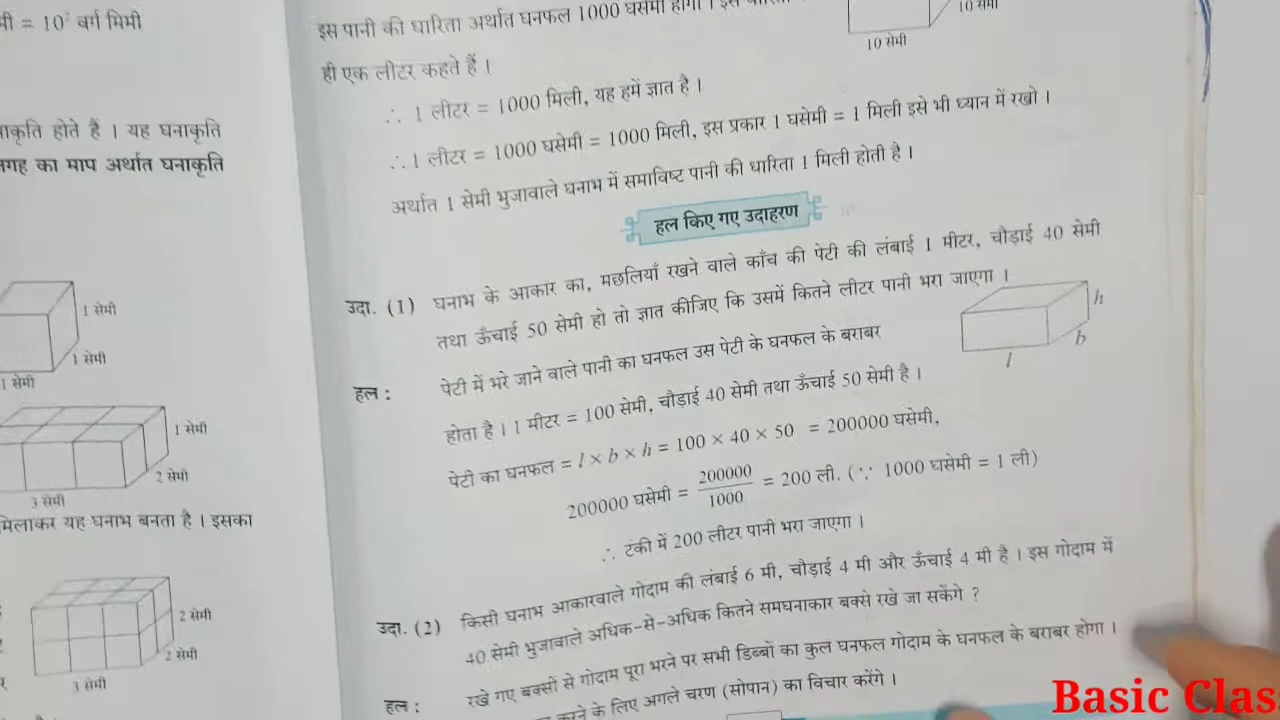 मी = 10² वर्ग मिमी
इस पानी की धारिता अर्थात घनफल 1000 घसेमी होगा । इस
10 सेमी
10 सेमी
ही एक लीटर कहते हैं ।
∴ 1 लीटर = 1000 मिली, यह हमें ज्ञात है ।
∴ 1 लीटर = 1000 घसेमी = 1000 मिली, इस प्रकार 1 घसेमी = 1 मिली इसे भी ध्यान में रखो ।
अर्थात 1 सेमी भुजावाले घनाभ में समाविष्ट पानी की धारिता 1 मिली होती है ।
नाकृति होते हैं । यह घनाकृति
जगह का माप अर्थात घनाकृति
1 सेमी
1 सेमी
1 सेमी
1 सेमी
2 सेमी
3 सेमी
मिलाकर यह घनाभ बनता है । इसका
2 सेमी
2 सेमी
3 सेमी
हल किए गए उदाहरण
उदा. (1) घनाभ के आकार का, मछलियाँ रखने वाले काँच की पेटी की लंबाई 1 मीटर, चौड़ाई 40 सेमी
तथा ऊँचाई 50 सेमी हो तो ज्ञात कीजिए कि उसमें कितने लीटर पानी भरा जाएगा ।
h
b
l
हल : पेटी में भरे जाने वाले पानी का घनफल उस पेटी के घनफल के बराबर
होता है । 1 मीटर = 100 सेमी, चौड़ाई 40 सेमी तथा ऊँचाई 50 सेमी है ।
पेटी का घनफल = l × b × h = 100 × 40 × 50 = 200000 घसेमी,
200000 घसेमी = 200000/1000 = 200 ली. (∵ 1000 घसेमी = 1 ली)
∴ टंकी में 200 लीटर पानी भरा जाएगा ।
उदा. (2) किसी घनाभ आकारवाले गोदाम की लंबाई 6 मी, चौड़ाई 4 मी और ऊँचाई 4 मी है । इस गोदाम में
40 सेमी भुजावाले अधिक-से-अधिक कितने समघनाकार बक्से रखे जा सकेंगे ?
हल : रखे गए बक्सों से गोदाम पूरा भरने पर सभी डिब्बों का कुल घनफल गोदाम के घनफल के बराबर होगा ।
करने के लिए अगले चरण (सोपान) का विचार करेंगे ।
Basic Clas